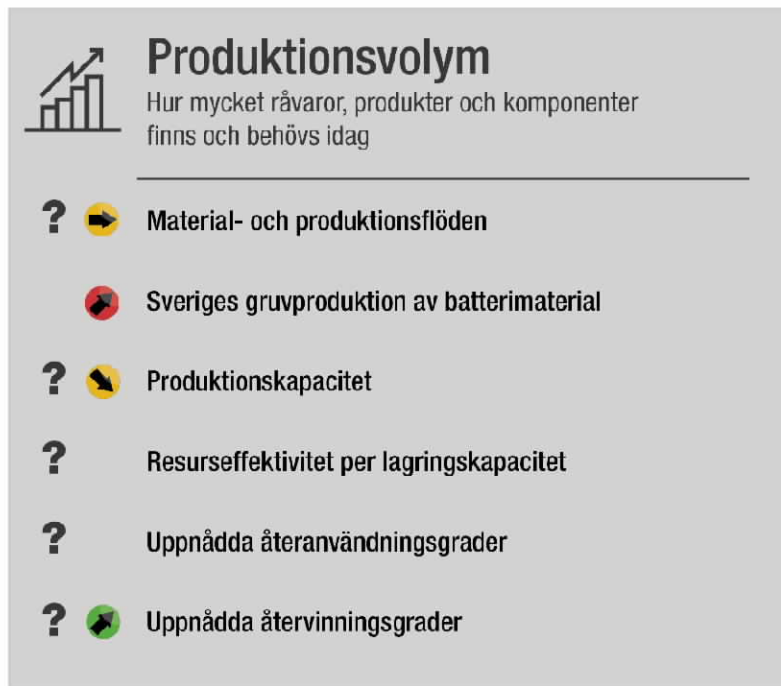 Produktionsvolym
Hur mycket råvaror, produkter och komponenter
finns och behövs idag
? Material- och produktionsflöden
Sveriges gruvproduktion av batterimaterial
? Produktionskapacitet
? Resurseffektivitet per lagringskapacitet
? Uppnådda återanvändningsgrader
? Uppnådda återvinningsgrader